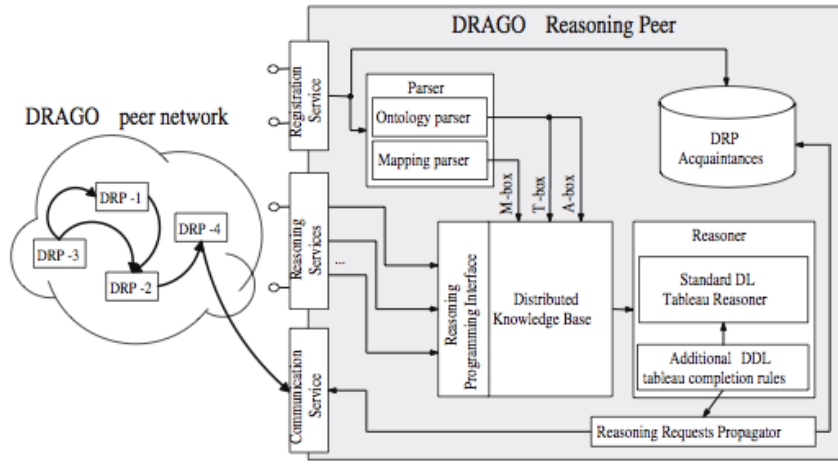 DRAGO Reasoning Peer
DRAGO peer network
DRP -1
DRP -3
DRP -2
DRP -4
Registration
Service
Reasoning
Services
Communication
Service
Parser
Ontology parser
Mapping parser
DRP
Acquaintances
M-box
T-box
A-box
...
Reasoning
Programming Interface
Distributed
Knowledge Base
Reasoner
Standard DL
Tableau Reasoner
Additional DDL
tableau completion rules
Reasoning Requests Propagator